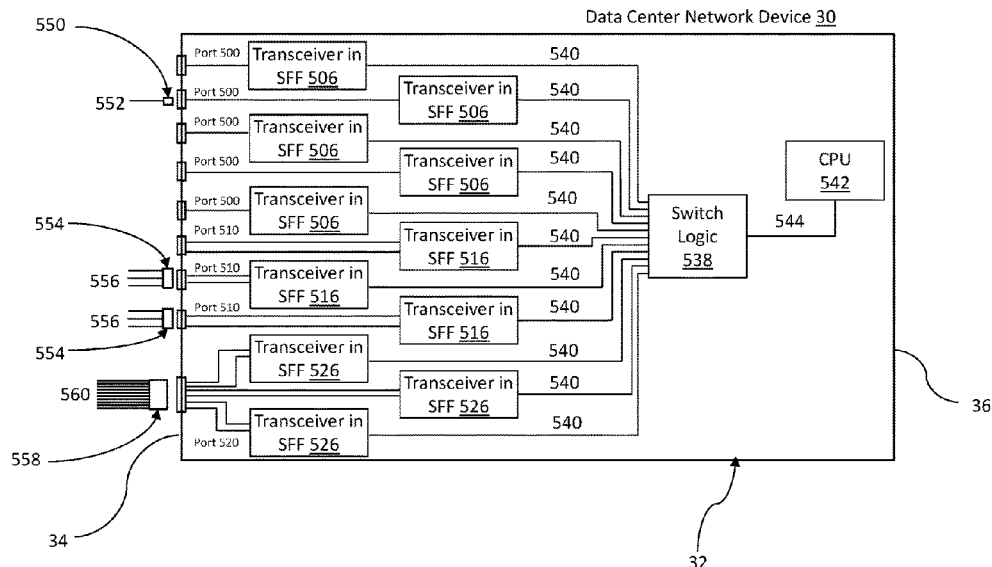 Data Center Network Device 30
550
Port 500
Transceiver in
SFF 506
540
552
Port 500
Transceiver in
SFF 506
540
Port 500
Transceiver in
SFF 506
540
Port 500
Transceiver in
SFF 506
540
CPU
542
Port 500
Transceiver in
SFF 506
540
Switch
Logic
538
544
554
Port 510
Transceiver in
SFF 516
540
556
Port 510
Transceiver in
SFF 516
540
556
Port 510
Transceiver in
SFF 516
540
554
Transceiver in
SFF 526
540
560
Transceiver in
SFF 526
540
36
558
Port 520
Transceiver in
SFF 526
540
34
32